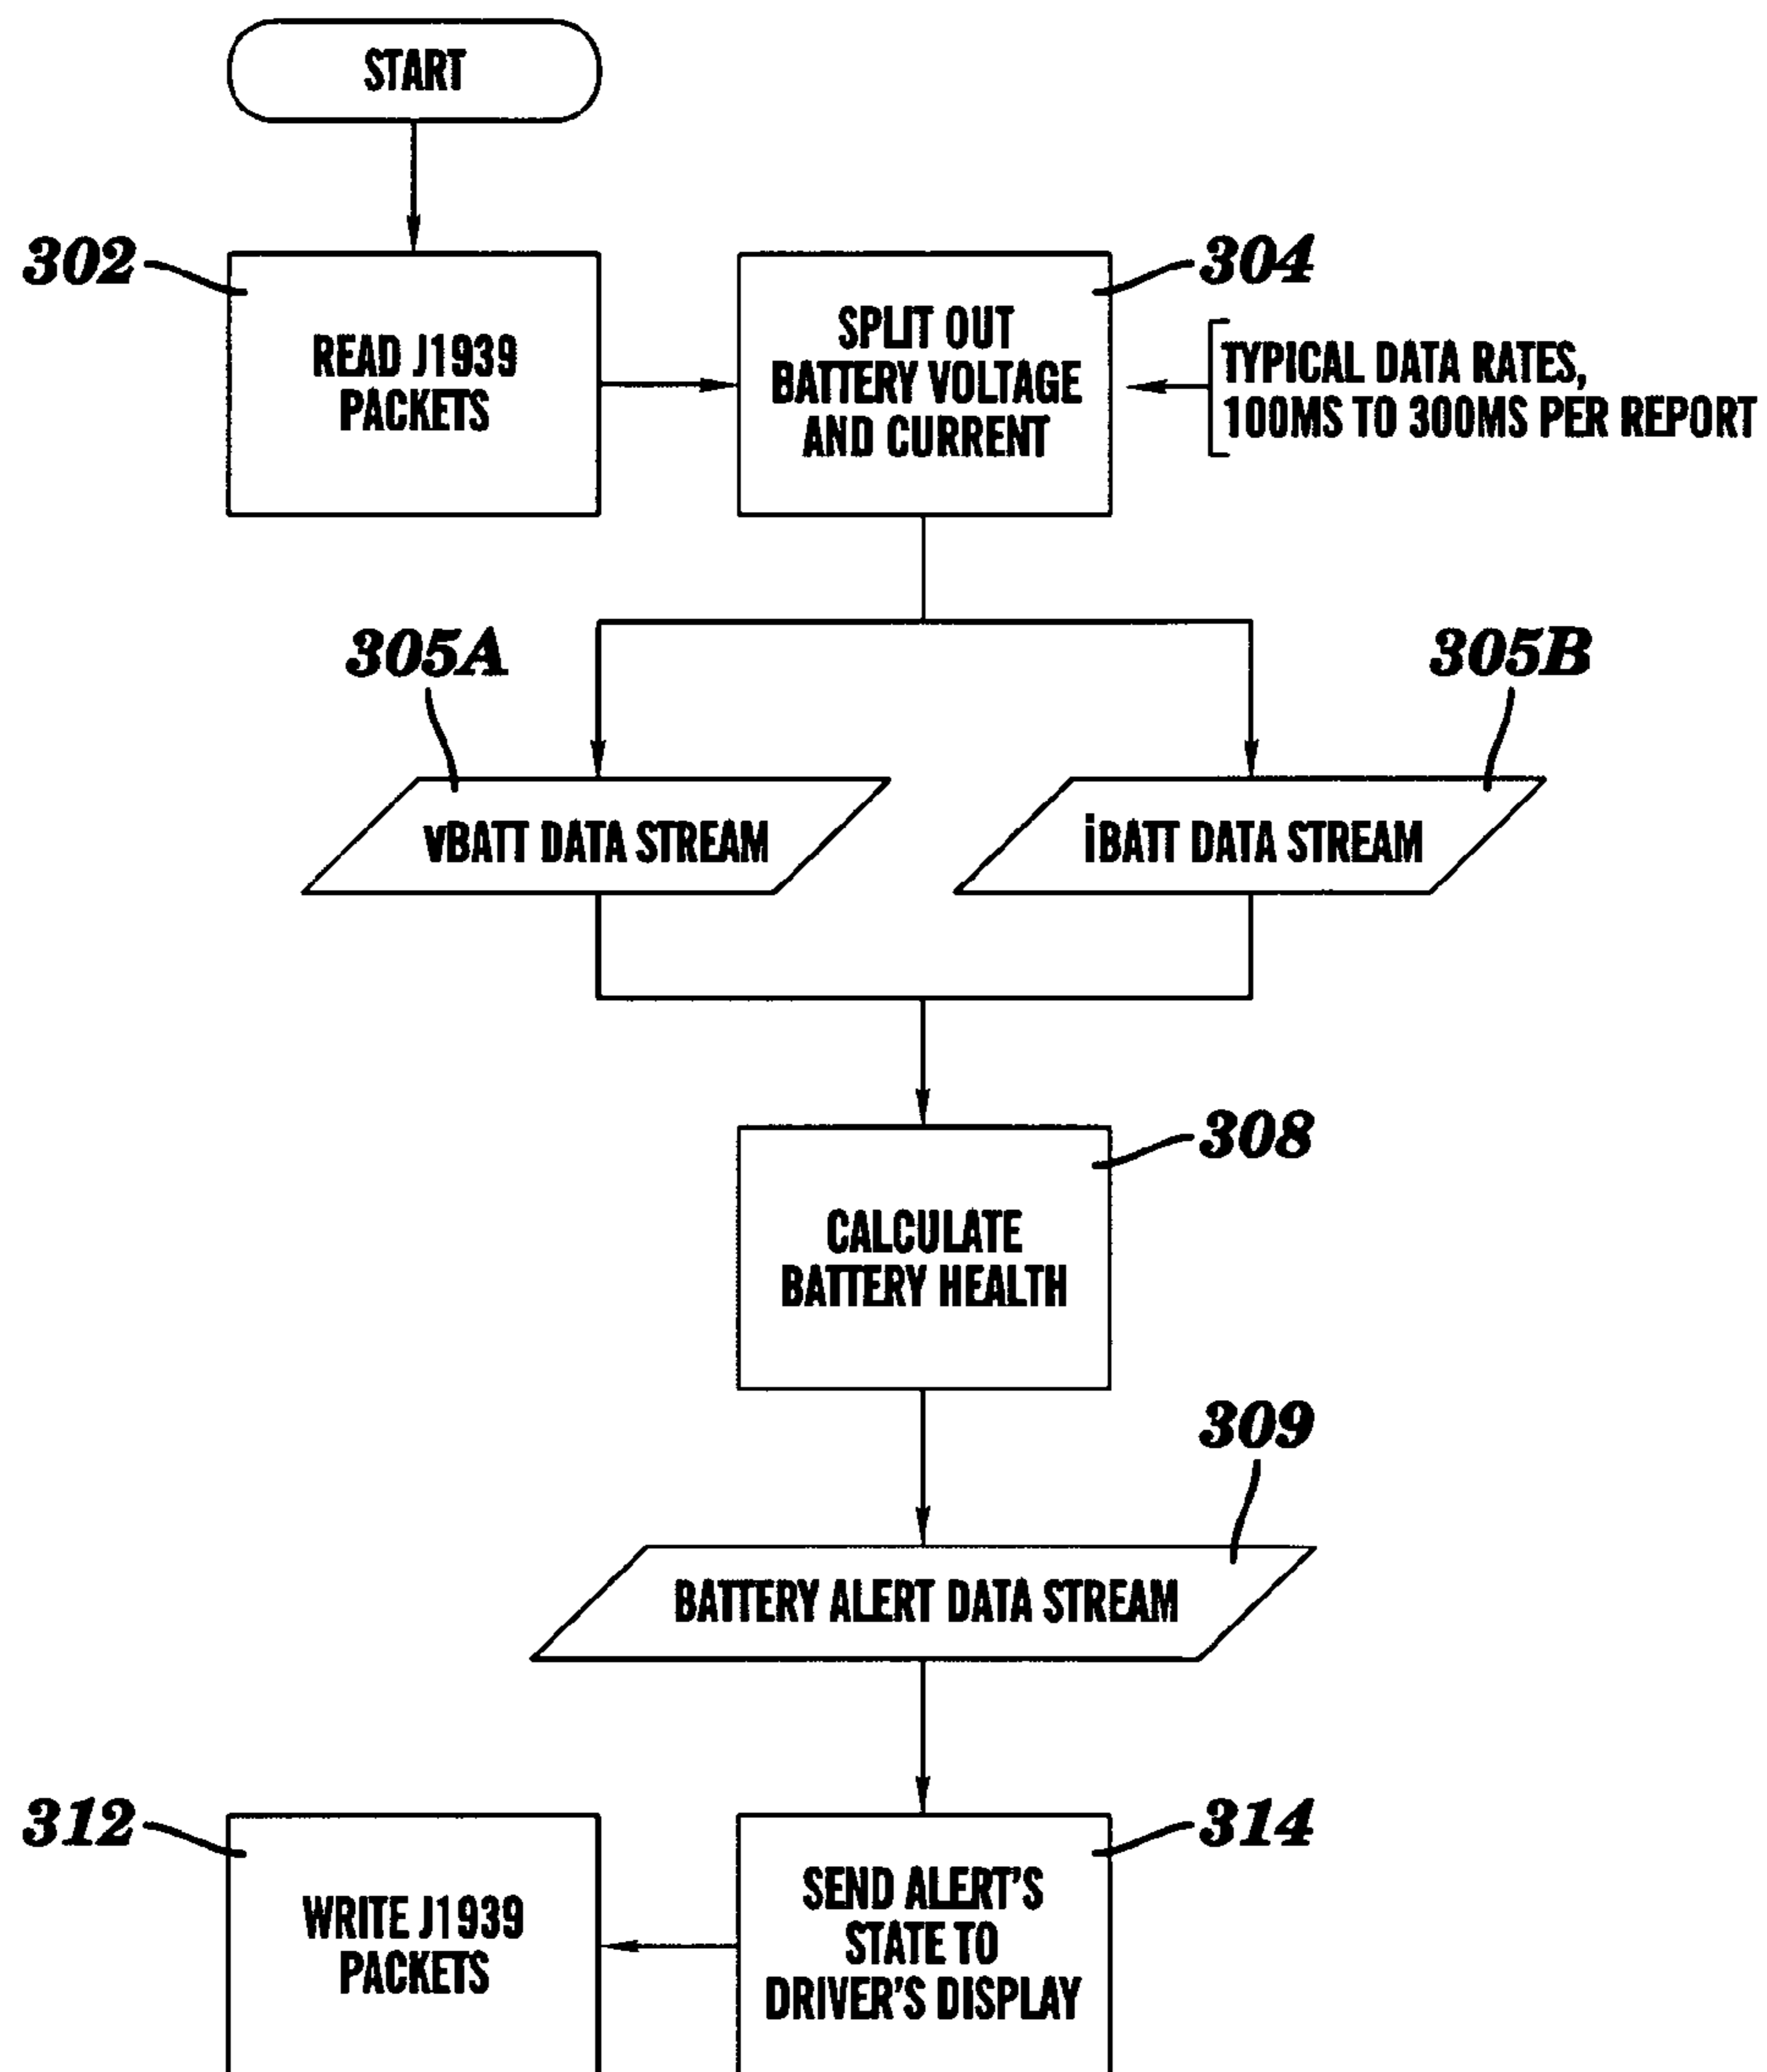 START
302
READ J1939
PACKETS
304
SPLIT OUT
BATTERY VOLTAGE
AND CURRENT
TYPICAL DATA RATES,
100MS TO 300MS PER REPORT
305A
305B
vBATT DATA STREAM
iBATT DATA STREAM
308
CALCULATE
BATTERY HEALTH
309
BATTERY ALERT DATA STREAM
312
WRITE J1939
PACKETS
314
SEND ALERT'S
STATE TO
DRIVER'S DISPLAY